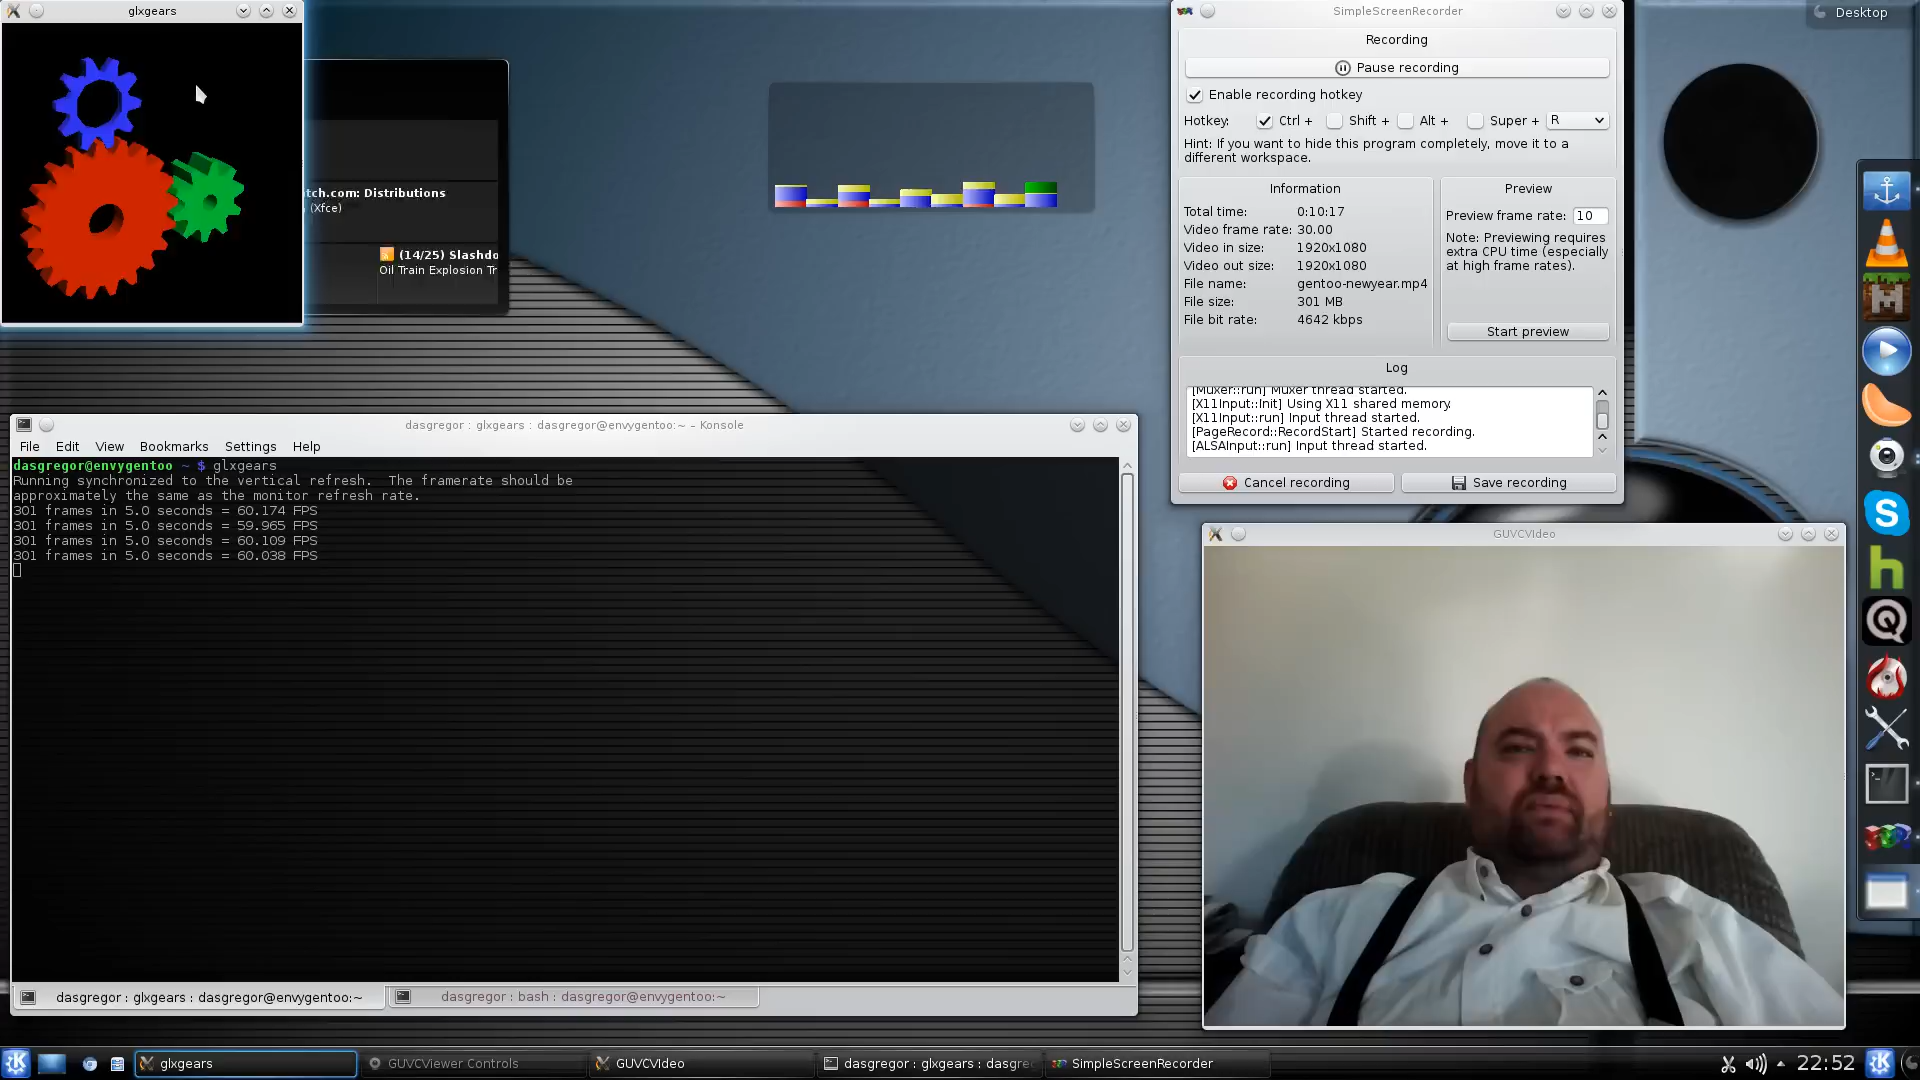 glxgears
tch.com: Distributions
(Xfce)
(14/25) Slashdo
Oil Train Explosion Tr
SimpleScreenRecorder
Recording
Pause recording
Enable recording hotkey
Hotkey: Ctrl + Shift + Alt + Super + R
Hint: If you want to hide this program completely, move it to a
different workspace.
Information
Total time: 0:10:17
Video frame rate: 30.00
Video in size: 1920x1080
Video out size: 1920x1080
File name: gentoo-newyear.mp4
File size: 301 MB
File bit rate: 4642 kbps
Preview
Preview frame rate: 10
Note: Previewing requires
extra CPU time (especially
at high frame rates).
Start preview
Log
[Muxer::run] Muxer thread started.
[X11Input::Init] Using X11 shared memory.
[X11Input::run] Input thread started.
[PageRecord::RecordStart] Started recording.
[ALSAInput::run] Input thread started.
Cancel recording
Save recording
Desktop
dasgregor : glxgears : dasgregor@envygentoo:~ – Konsole
File Edit View Bookmarks Settings Help
dasgregor@envygentoo ~ $ glxgears
Running synchronized to the vertical refresh.  The framerate should be
approximately the same as the monitor refresh rate.
301 frames in 5.0 seconds = 60.174 FPS
301 frames in 5.0 seconds = 59.965 FPS
301 frames in 5.0 seconds = 60.109 FPS
301 frames in 5.0 seconds = 60.038 FPS
dasgregor : glxgears : dasgregor@envygentoo:~
dasgregor : bash : dasgregor@envygentoo:~
GUVCVideo
glxgears
GUVCViewer Controls
GUVCVideo
dasgregor : glxgears : dasgre
SimpleScreenRecorder
22:52